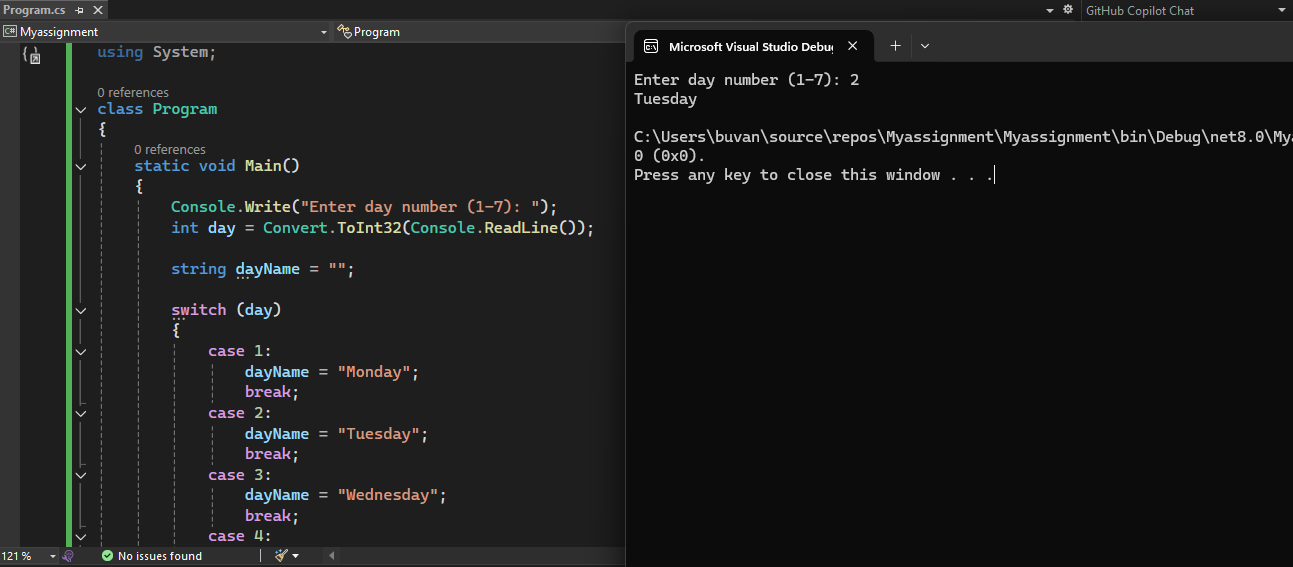 Program.cs
GitHub Copilot Chat
Myassignment
Program
using System;
0 references
class Program
{
0 references
static void Main()
{
Console.Write("Enter day number (1-7): ");
int day = Convert.ToInt32(Console.ReadLine());
string dayName = "";
switch (day)
{
case 1:
dayName = "Monday";
break;
case 2:
dayName = "Tuesday";
break;
case 3:
dayName = "Wednesday";
break;
case 4:
121 %
No issues found
Microsoft Visual Studio Debu
Enter day number (1-7): 2
Tuesday
C:\Users\buvan\source\repos\Myassignment\Myassignment\bin\Debug\net8.0\Mya
0 (0x0).
Press any key to close this window . . .